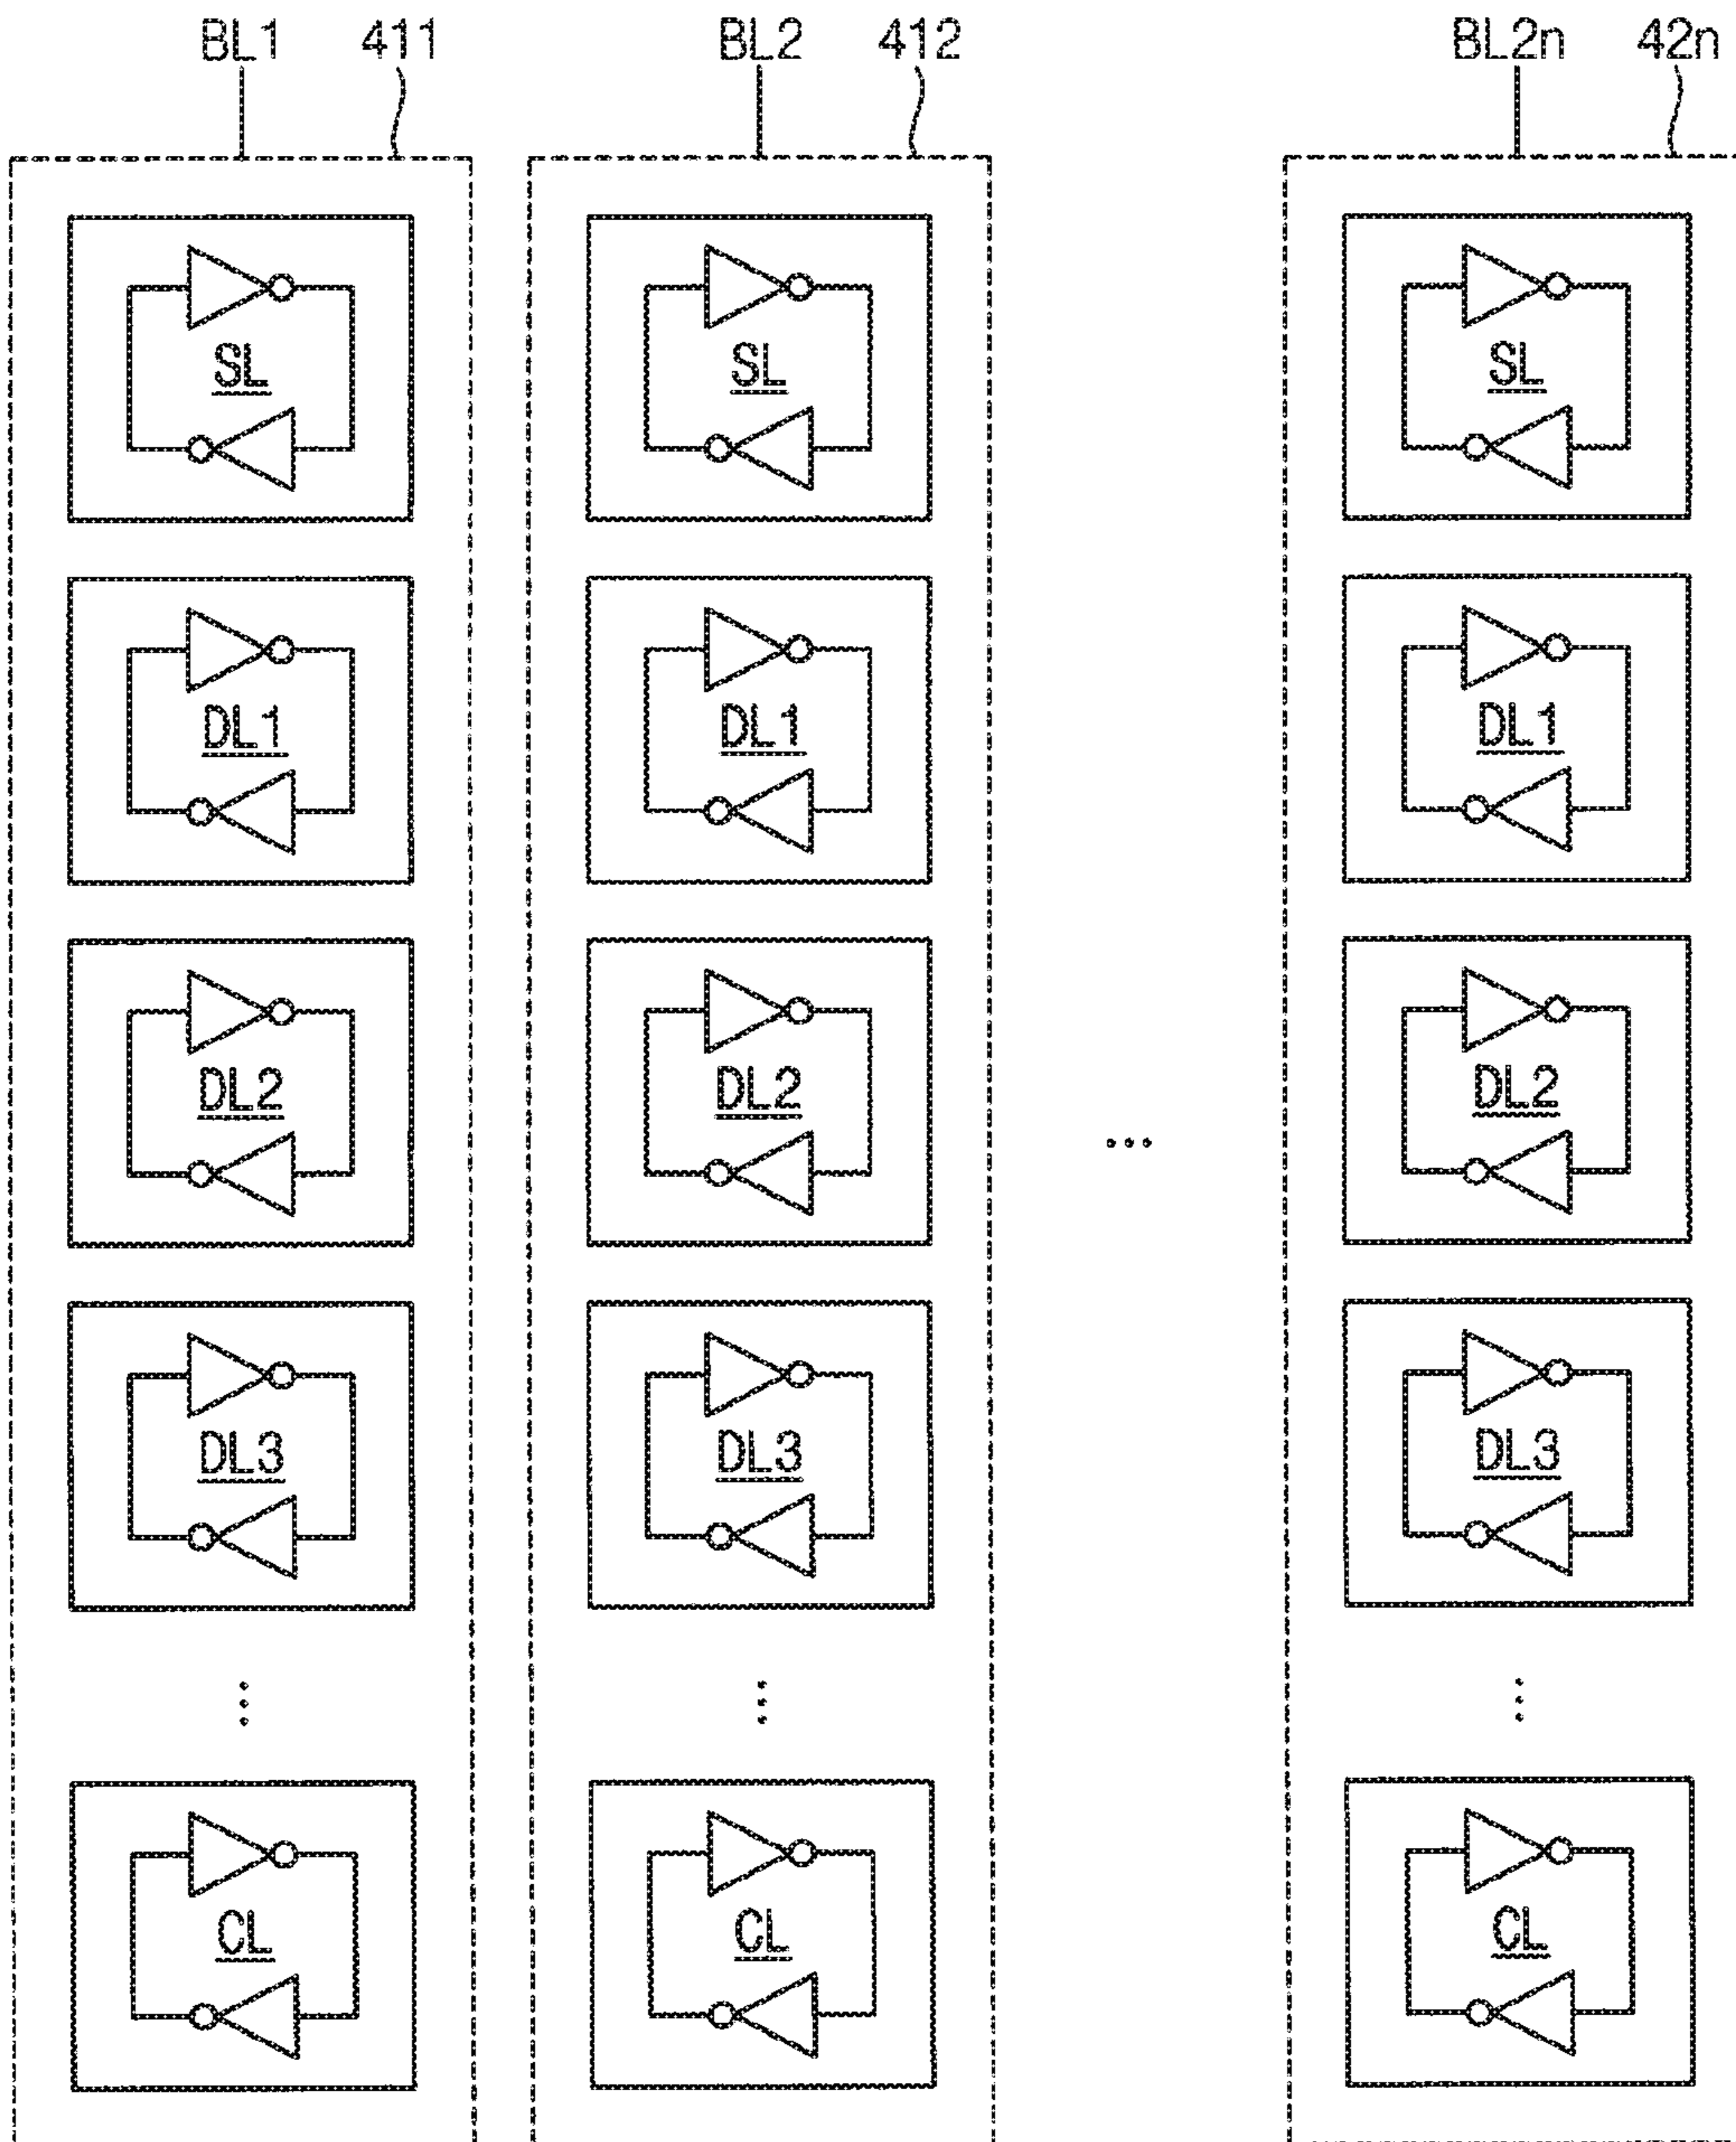 BL1 411 BL2 412 BL2n 42n
SL SL SL
DL1 DL1 DL1
DL2 DL2 DL2
...
DL3 DL3 DL3
CL CL CL